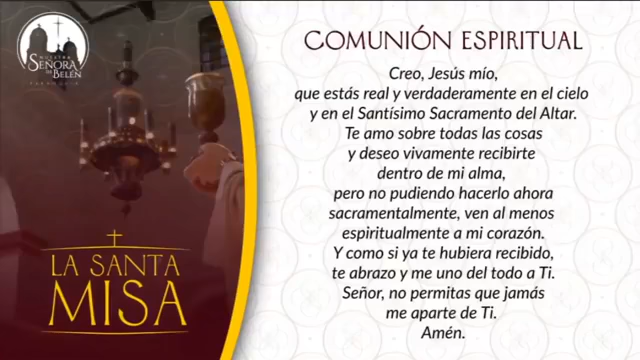 NUESTRA
SEÑORA
DE BELÉN
PARROQUIA
LA SANTA
MISA
COMUNIÓN ESPIRITUAL
Creo, Jesús mío,
que estás real y verdaderamente en el cielo
y en el Santísimo Sacramento del Altar.
Te amo sobre todas las cosas
y deseo vivamente recibirte
dentro de mi alma,
pero no pudiendo hacerlo ahora
sacramentalmente, ven al menos
espiritualmente a mi corazón.
Y como si ya te hubiera recibido,
te abrazo y me uno del todo a Ti.
Señor, no permitas que jamás
me aparte de Ti.
Amén.